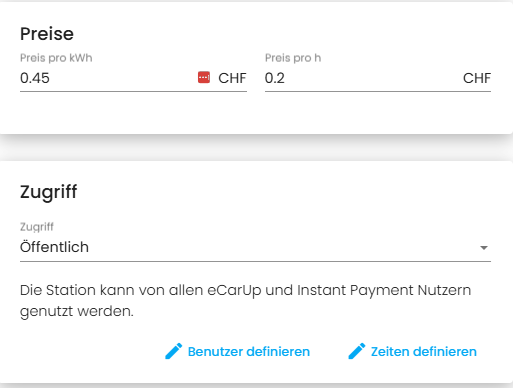 Preise
Preis pro kWh
Preis pro h
0.45
CHF
0.2
CHF
Zugriff
Zugriff
Öffentlich
Die Station kann von allen eCarUp und Instant Payment Nutzern
genutzt werden.
Benutzer definieren
Zeiten definieren